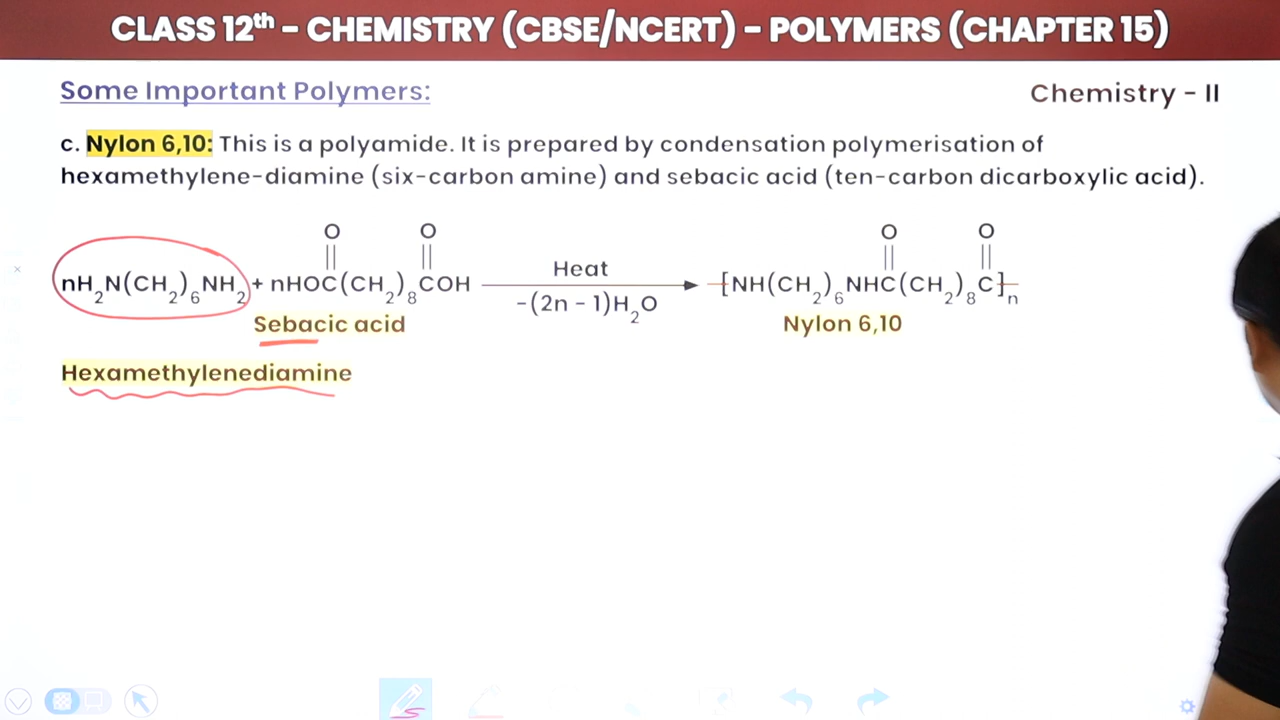 CLASS 12th - CHEMISTRY (CBSE/NCERT) - POLYMERS (CHAPTER 15)
Some Important Polymers:
Chemistry - II
c. Nylon 6,10: This is a polyamide. It is prepared by condensation polymerisation of
hexamethylene-diamine (six-carbon amine) and sebacic acid (ten-carbon dicarboxylic acid).
O O O O
nH₂N(CH₂)₆NH₂ + nHOC(CH₂)₈COH Heat [NH(CH₂)₆NHC(CH₂)₈C]ₙ
-(2n - 1)H₂O
Sebacic acid Nylon 6,10
Hexamethylenediamine